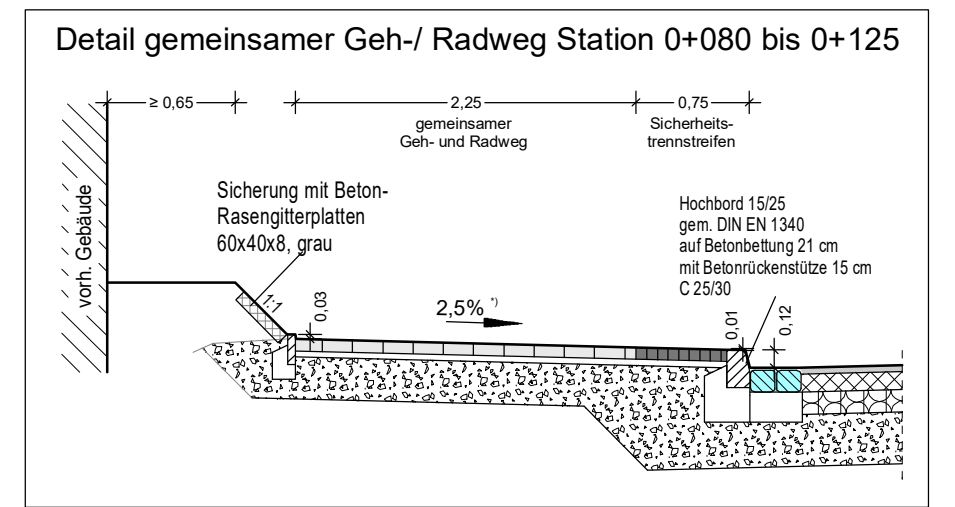 Detail gemeinsamer Geh-/ Radweg Station 0+080 bis 0+125
≥ 0,65
2,25
0,75
gemeinsamer
Geh- und Radweg
Sicherheits-
trennstreifen
vorh. Gebäude
Sicherung mit Beton-
Rasengitterplatten
60x40x8, grau
Hochbord 15/25
gem. DIN EN 1340
auf Betonbettung 21 cm
mit Betonrückenstütze 15 cm
C 25/30
1:1
0,03
2,5% *)
0,01
0,12